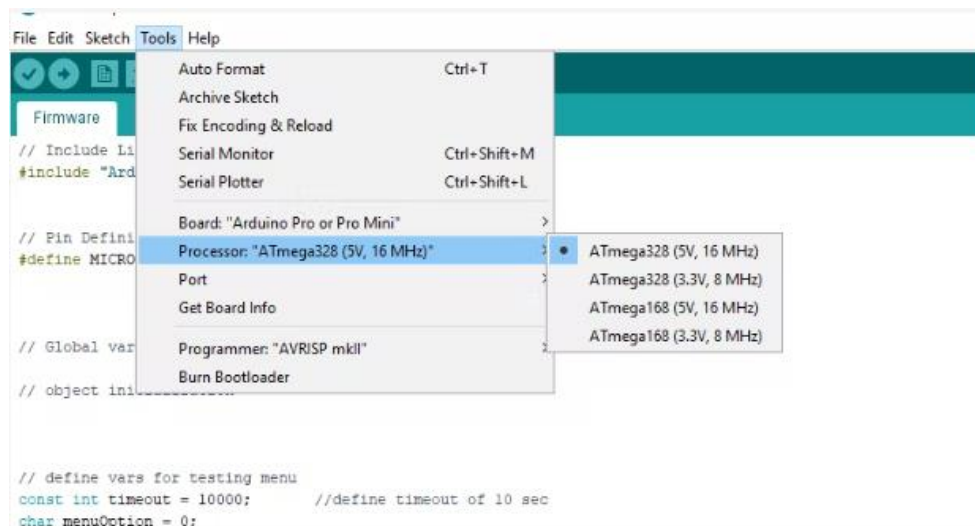 File Edit Sketch Tools Help
Auto Format Ctrl+T
Archive Sketch
Fix Encoding & Reload
Serial Monitor Ctrl+Shift+M
Serial Plotter Ctrl+Shift+L
Board: "Arduino Pro or Pro Mini"
Processor: "ATmega328 (5V, 16 MHz)"
Port
Get Board Info
Programmer: "AVRISP mkII"
Burn Bootloader
ATmega328 (5V, 16 MHz)
ATmega328 (3.3V, 8 MHz)
ATmega168 (5V, 16 MHz)
ATmega168 (3.3V, 8 MHz)
Firmware
// Include Li
#include "Ard
// Pin Defini
#define MICRO
// Global var
// object
// define vars for testing menu
const int timeout = 10000; //define timeout of 10 sec
char menuOption = 0;